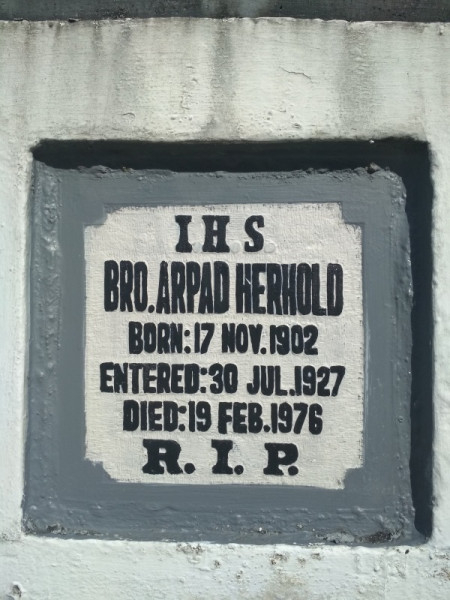 IHS
BRO. ARPAD HERHOLD
BORN: 17 NOV. 1902
ENTERED: 30 JUL. 1927
DIED: 19 FEB. 1976
R. I. P.